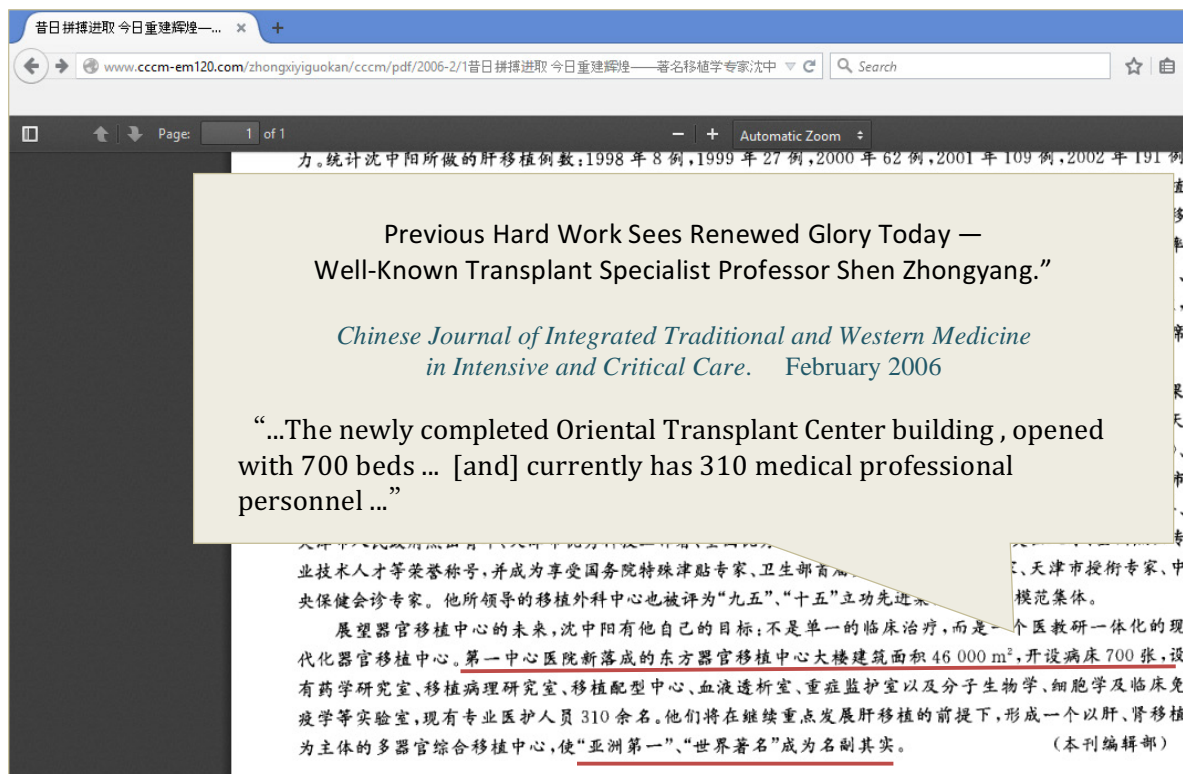 昔日拼搏进取 今日重建辉煌—...
www.cccm-em120.com/zhongxiyiguokan/cccm/pdf/2006-2/1昔日拼搏进取 今日重建辉煌——著名移植学专家沈中
Search
Page: 1 of 1
Automatic Zoom
力。统计沈中阳所做的肝移植例数:1998 年 8 例,1999 年 27 例,2000 年 62 例,2001 年 109 例,2002 年 191 例
Previous Hard Work Sees Renewed Glory Today —
Well-Known Transplant Specialist Professor Shen Zhongyang.”
Chinese Journal of Integrated Traditional and Western Medicine
in Intensive and Critical Care. February 2006
“...The newly completed Oriental Transplant Center building , opened
with 700 beds ... [and] currently has 310 medical professional
personnel ...”
业技术人才等荣誉称号,并成为享受国务院特殊津贴专家、卫生部首届 、天津市授衔专家、中
央保健会诊专家。他所领导的移植外科中心也被评为“九五”、“十五”立功先进集 模范集体。
展望器官移植中心的未来,沈中阳有他自己的目标:不是单一的临床治疗,而是一个医教研一体化的现
代化器官移植中心。第一中心医院新落成的东方器官移植中心大楼建筑面积 46 000 m²,开设病床 700 张,设
有药学研究室、移植病理研究室、移植配型中心、血液透析室、重症监护室以及分子生物学、细胞学及临床免
疫学等实验室,现有专业医护人员 310 余名。他们将在继续重点发展肝移植的前提下,形成一个以肝、肾移植
为主体的多器官综合移植中心,使“亚洲第一”、“世界著名”成为名副其实。 (本刊编辑部)